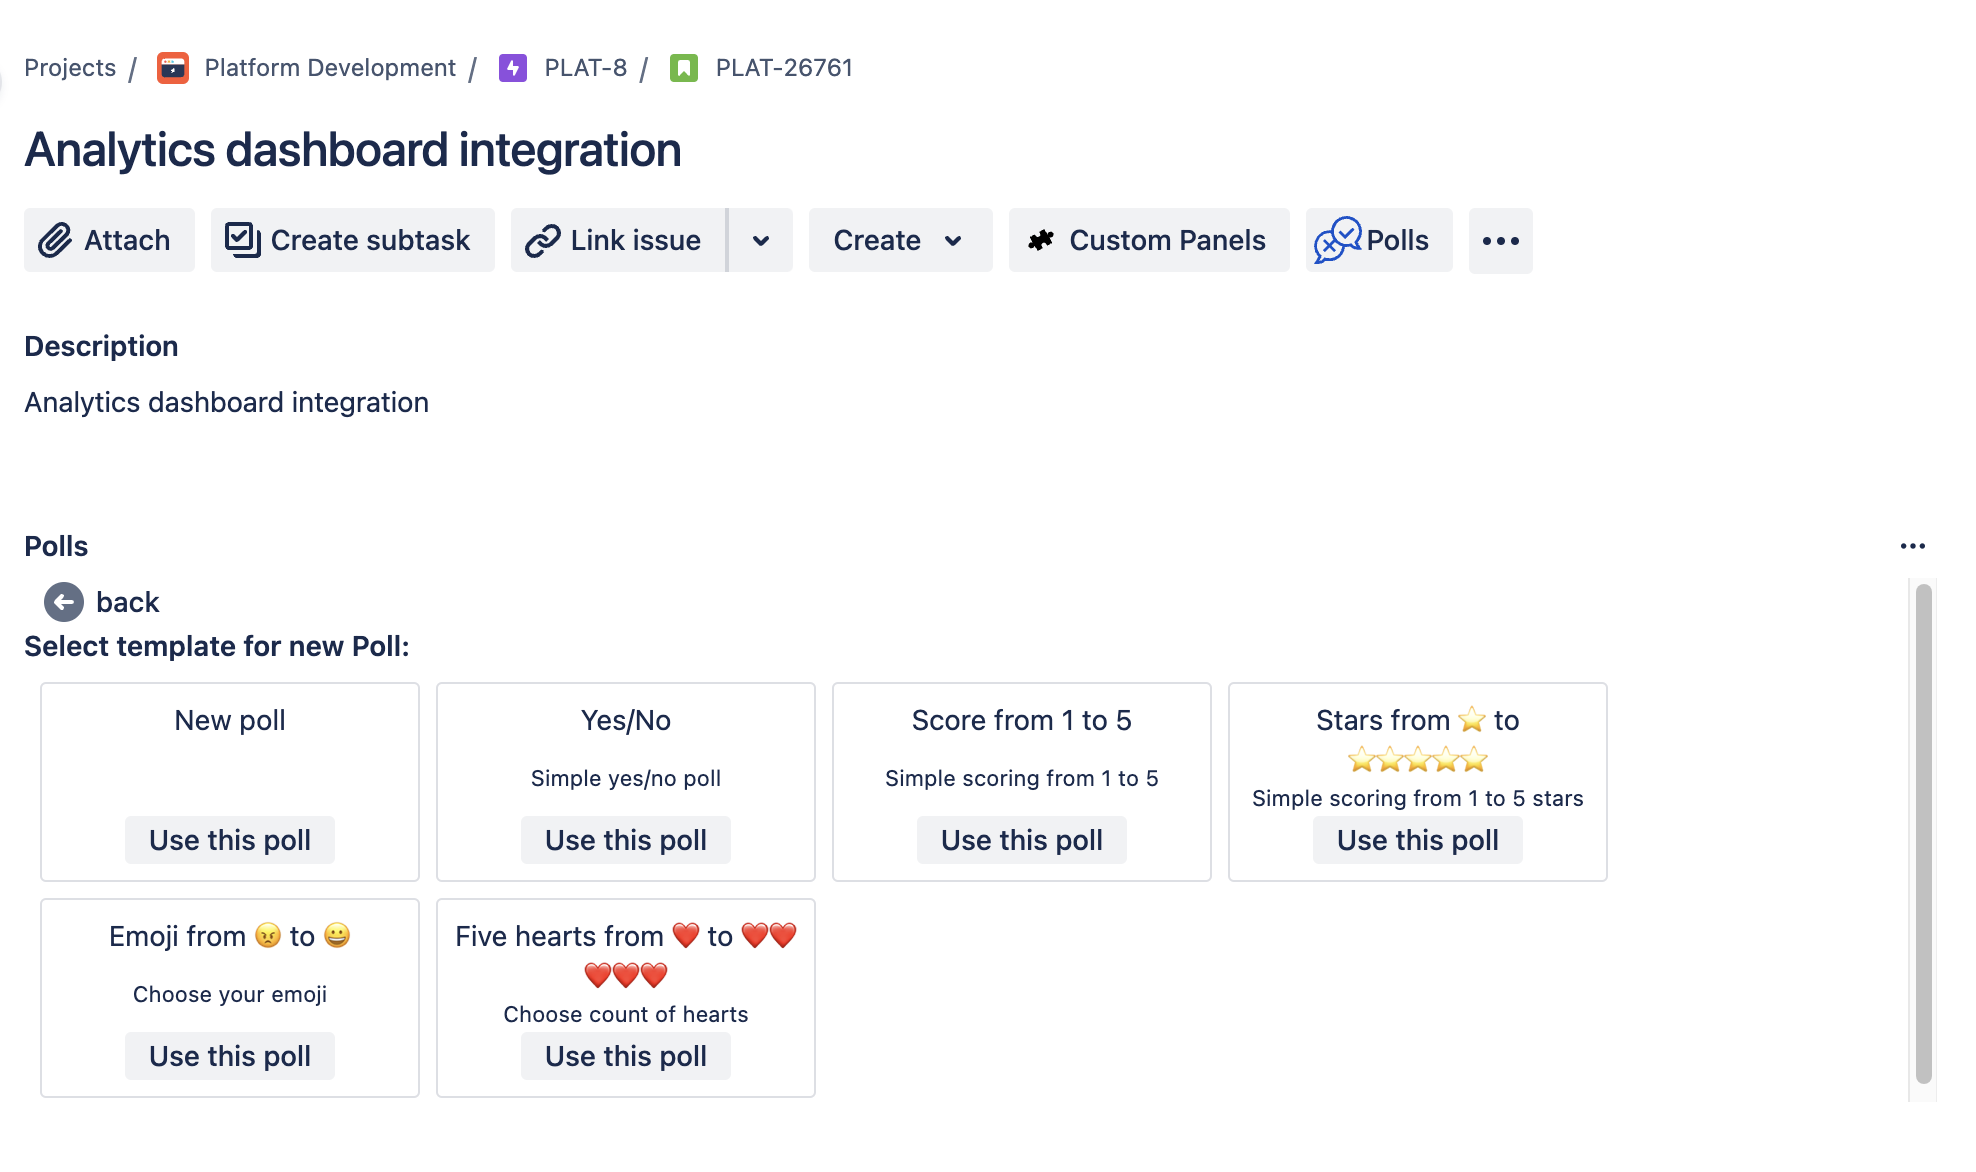 Projects / Platform Development / PLAT-8 / PLAT-26761
Analytics dashboard integration
Attach Create subtask Link issue Create Custom Panels Polls
Description
Analytics dashboard integration
Polls
back
Select template for new Poll:
New poll
Use this poll
Yes/No
Simple yes/no poll
Use this poll
Score from 1 to 5
Simple scoring from 1 to 5
Use this poll
Stars from ⭐ to
⭐⭐⭐⭐⭐
Simple scoring from 1 to 5 stars
Use this poll
Emoji from 😠 to 😀
Choose your emoji
Use this poll
Five hearts from ❤️ to ❤️❤️
❤️❤️❤️
Choose count of hearts
Use this poll